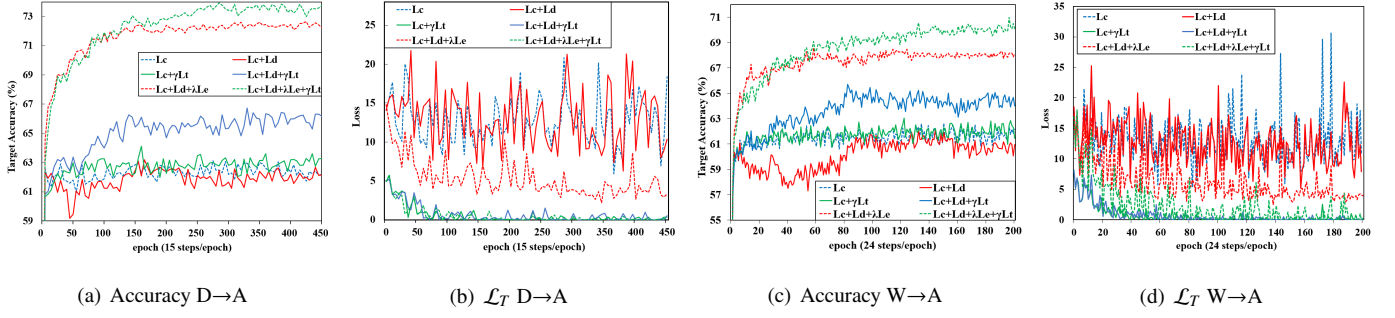 73
71
69
67
65
63
61
59
Target Accuracy (%)
Lc Lc+Ld
Lc+γLt Lc+Ld+γLt
Lc+Ld+λLe Lc+Ld+λLe+γLt
0 50 100 150 200 250 300 350 400 450
epoch (15 steps/epoch)
(a) Accuracy D→A
25
20
15
10
5
0
Loss
Lc Lc+Ld
Lc+γLt Lc+Ld+γLt
Lc+Ld+λLe Lc+Ld+λLe+γLt
0 50 100 150 200 250 300 350 400 450
epoch (15 steps/epoch)
(b) ℒT D→A
71
69
67
65
63
61
59
57
55
Target Accuracy (%)
Lc Lc+Ld
Lc+γLt Lc+Ld+γLt
Lc+Ld+λLe Lc+Ld+λLe+γLt
0 20 40 60 80 100 120 140 160 180 200
epoch (24 steps/epoch)
(c) Accuracy W→A
35
30
25
20
15
10
5
0
Loss
Lc Lc+Ld
Lc+γLt Lc+Ld+γLt
Lc+Ld+λLe Lc+Ld+λLe+γLt
0 20 40 60 80 100 120 140 160 180 200
epoch (24 steps/epoch)
(d) ℒT W→A